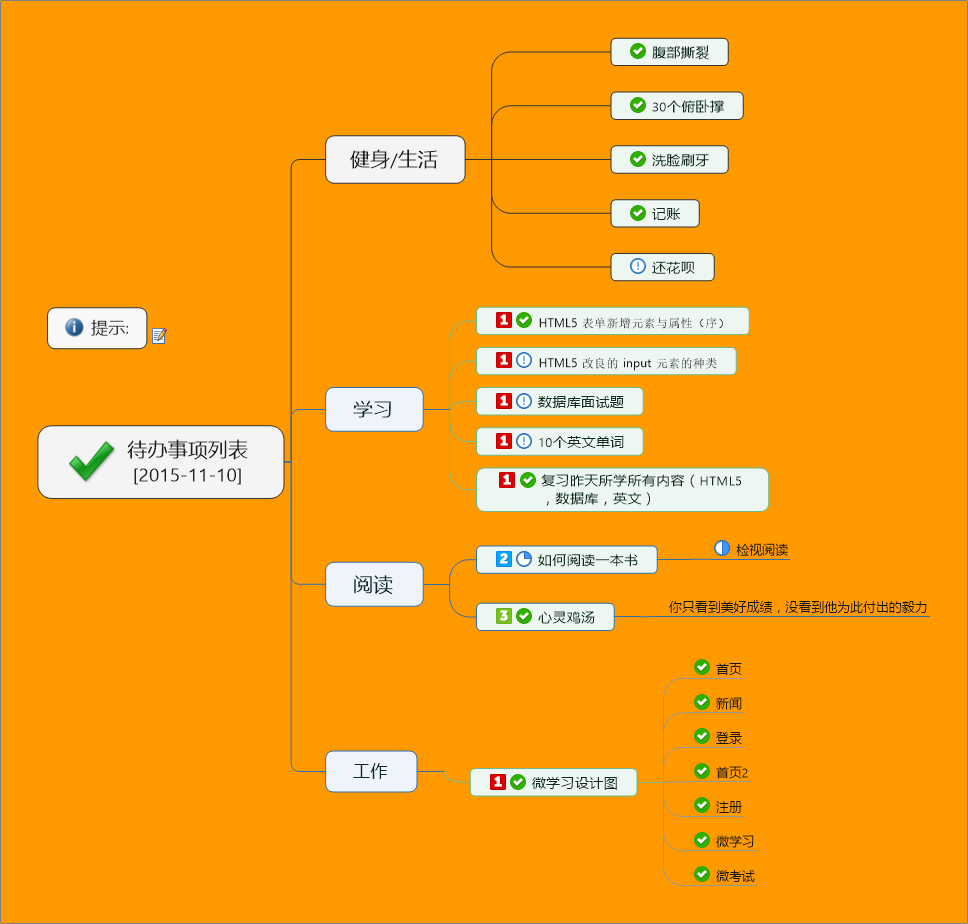 腹部撕裂
30个俯卧撑
健身/生活
洗脸刷牙
记账
还花呗
提示:
1 HTML5 表单新增元素与属性（序）
1 HTML5 改良的 input 元素的种类
学习
1 数据库面试题
1 10个英文单词
待办事项列表
[2015-11-10]
1 复习昨天所学所有内容（HTML5
，数据库，英文）
阅读
2 如何阅读一本书
检视阅读
3 心灵鸡汤
你只看到美好成绩，没看到他为此付出的毅力
工作
1 微学习设计图
首页
新闻
登录
首页2
注册
微学习
微考试